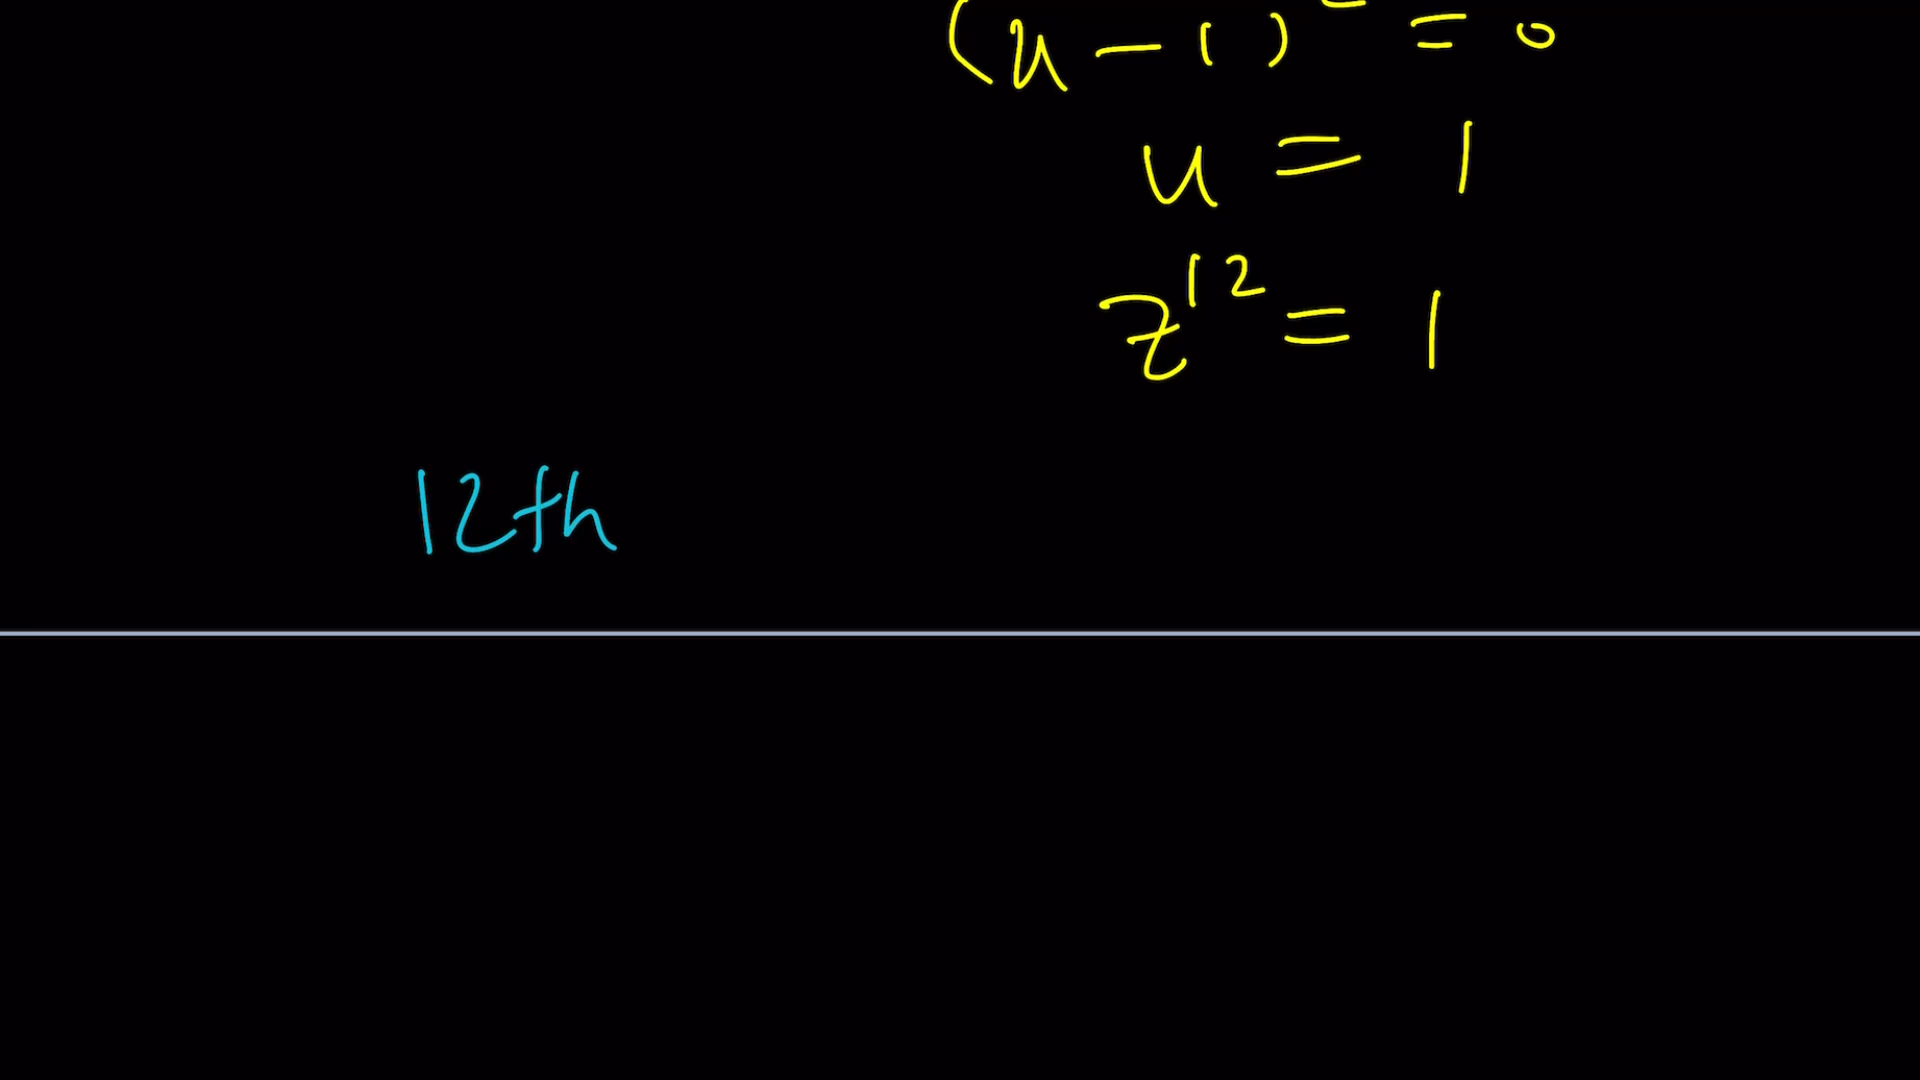 (u - 1)² = 0
u = 1
z¹² = 1
12th